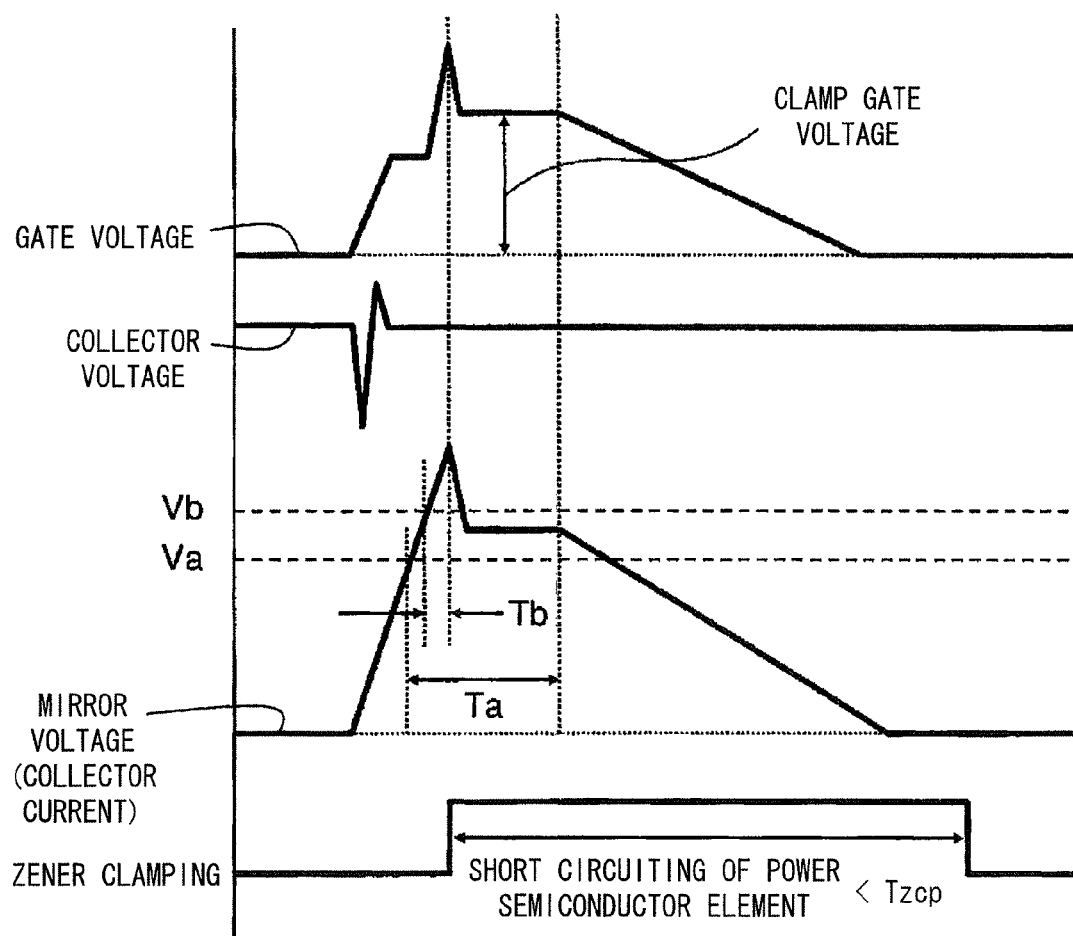 CLAMP GATE
VOLTAGE
GATE VOLTAGE
COLLECTOR
VOLTAGE
Vb
Va
Tb
Ta
MIRROR
VOLTAGE
(COLLECTOR
CURRENT)
ZENER CLAMPING
SHORT CIRCUITING OF POWER
SEMICONDUCTOR ELEMENT < Tzcp